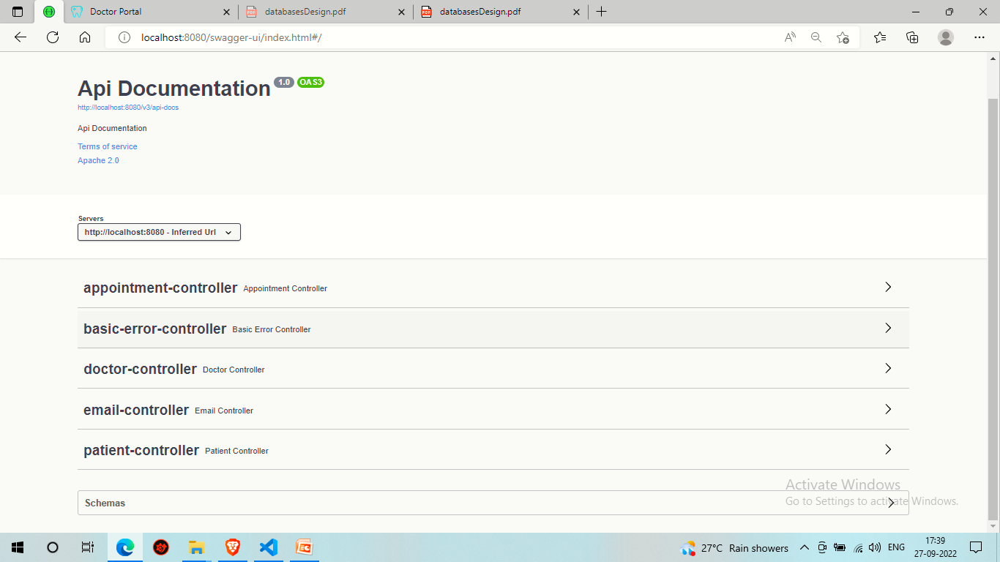 Doctor Portal
databasesDesign.pdf
databasesDesign.pdf
localhost:8080/swagger-ui/index.html#/
Api Documentation 1.0 OAS3
http://localhost:8080/v3/api-docs
Api Documentation
Terms of service
Apache 2.0
Servers
http://localhost:8080 - Inferred Url
appointment-controller Appointment Controller
basic-error-controller Basic Error Controller
doctor-controller Doctor Controller
email-controller Email Controller
patient-controller Patient Controller
Schemas
Activate Windows
Go to Settings to activate Windows.
27°C Rain showers
ENG
17:39
27-09-2022